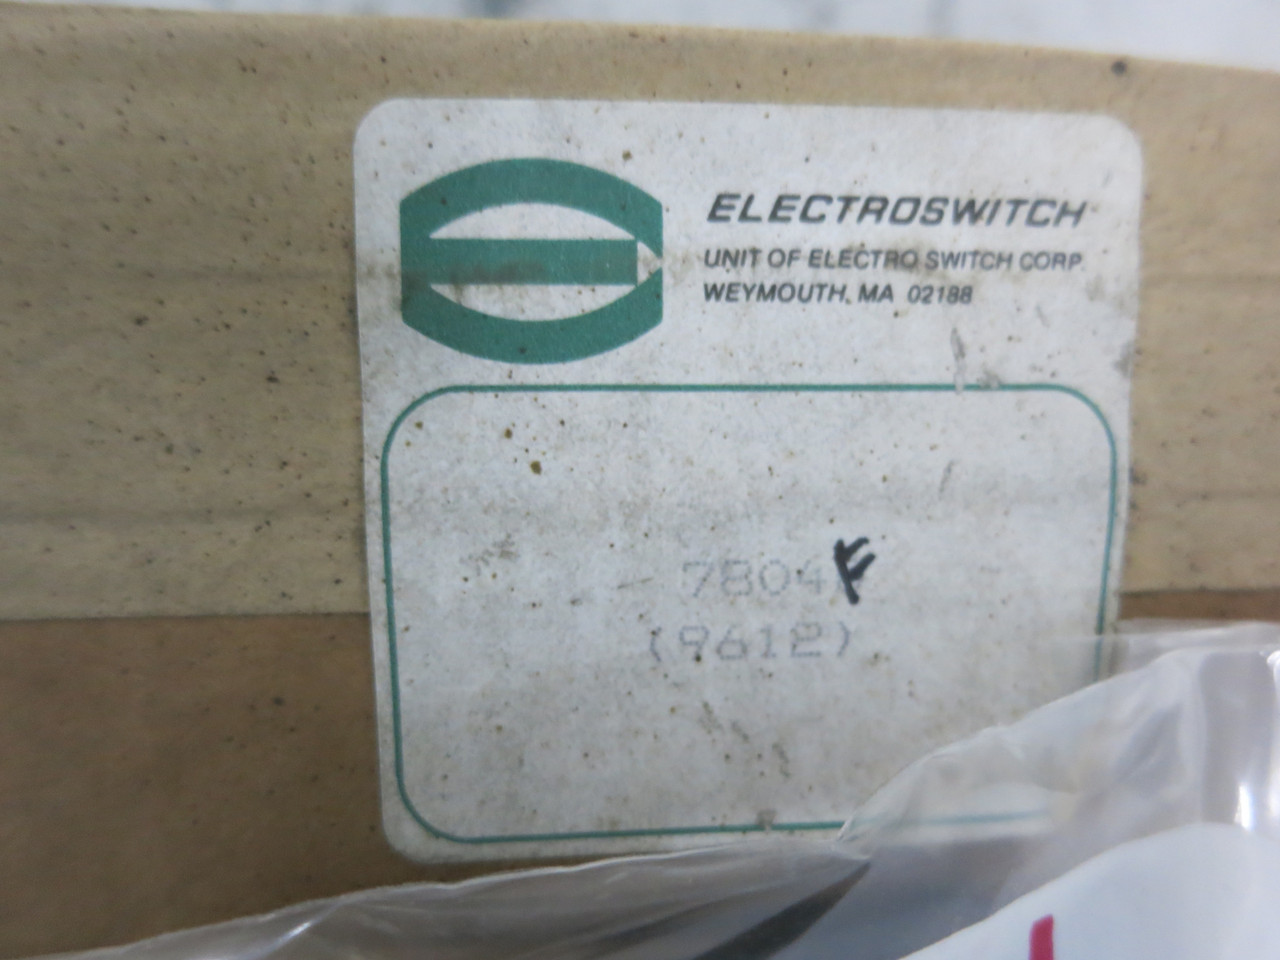 ELECTROSWITCH
UNIT OF ELECTRO SWITCH CORP.
WEYMOUTH, MA 02188
7804F
(9612)